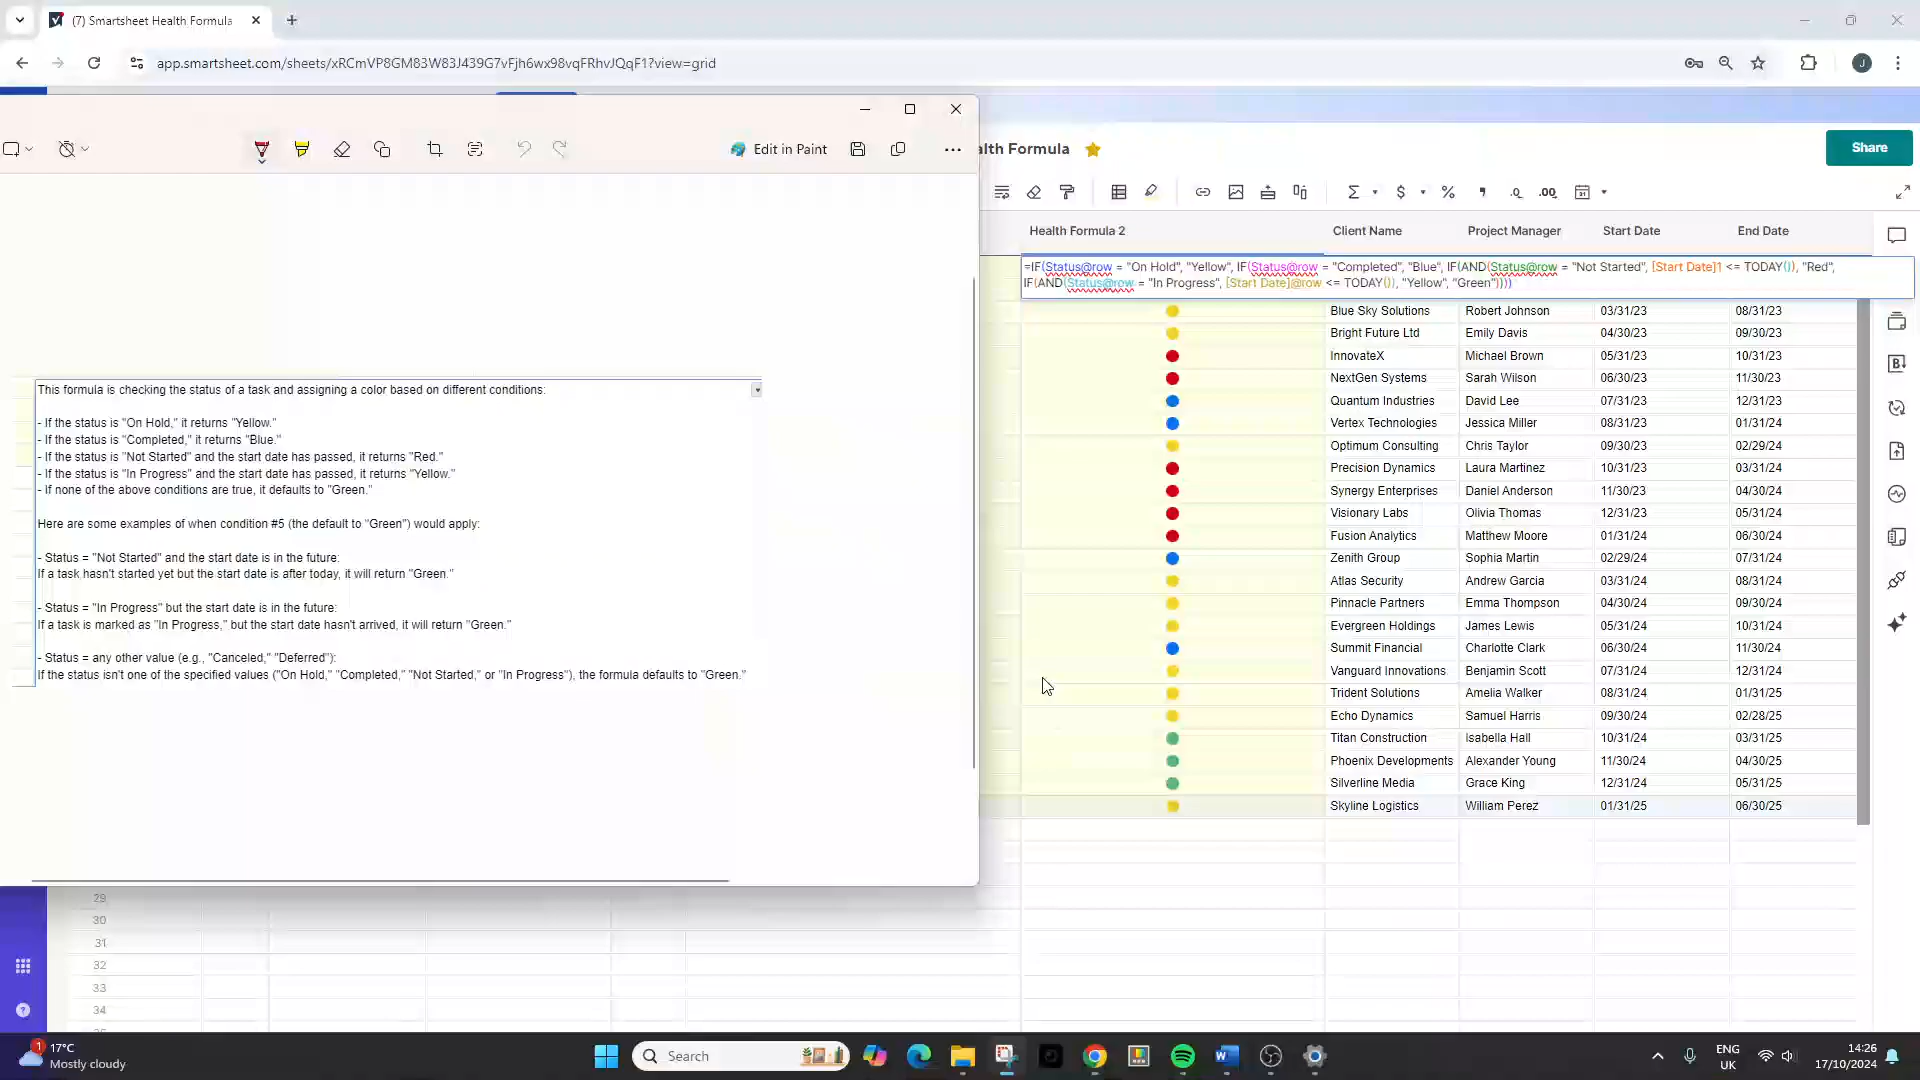 (7) Smartsheet Health Formula
app.smartsheet.com/sheets/xRCmVP8GM83W83J439G7vFjh6wx98vqFRhvJQqF1?view=grid
J
Edit in Paint
alth Formula
Share
Health Formula 2
Client Name
Project Manager
Start Date
End Date
=IF(Status@row = "On Hold", "Yellow", IF(Status@row = "Completed", "Blue", IF(AND(Status@row = "Not Started", [Start Date]1 <= TODAY()), "Red",
IF(AND(Status@row = "In Progress", [Start Date]@row <= TODAY()), "Yellow", "Green"))))
Blue Sky Solutions Robert Johnson 03/31/23 08/31/23
Bright Future Ltd Emily Davis 04/30/23 09/30/23
InnovateX Michael Brown 05/31/23 10/31/23
NextGen Systems Sarah Wilson 06/30/23 11/30/23
Quantum Industries David Lee 07/31/23 12/31/23
Vertex Technologies Jessica Miller 08/31/23 01/31/24
Optimum Consulting Chris Taylor 09/30/23 02/29/24
Precision Dynamics Laura Martinez 10/31/23 03/31/24
Synergy Enterprises Daniel Anderson 11/30/23 04/30/24
Visionary Labs Olivia Thomas 12/31/23 05/31/24
Fusion Analytics Matthew Moore 01/31/24 06/30/24
Zenith Group Sophia Martin 02/29/24 07/31/24
Atlas Security Andrew Garcia 03/31/24 08/31/24
Pinnacle Partners Emma Thompson 04/30/24 09/30/24
Evergreen Holdings James Lewis 05/31/24 10/31/24
Summit Financial Charlotte Clark 06/30/24 11/30/24
Vanguard Innovations Benjamin Scott 07/31/24 12/31/24
Trident Solutions Amelia Walker 08/31/24 01/31/25
Echo Dynamics Samuel Harris 09/30/24 02/28/25
Titan Construction Isabella Hall 10/31/24 03/31/25
Phoenix Developments Alexander Young 11/30/24 04/30/25
Silverline Media Grace King 12/31/24 05/31/25
Skyline Logistics William Perez 01/31/25 06/30/25
This formula is checking the status of a task and assigning a color based on different conditions:
- If the status is "On Hold," it returns "Yellow."
- If the status is "Completed," it returns "Blue."
- If the status is "Not Started" and the start date has passed, it returns "Red."
- If the status is "In Progress" and the start date has passed, it returns "Yellow."
- If none of the above conditions are true, it defaults to "Green."
Here are some examples of when condition #5 (the default to "Green") would apply:
- Status = "Not Started" and the start date is in the future:
If a task hasn't started yet but the start date is after today, it will return "Green."
- Status = "In Progress" but the start date is in the future:
If a task is marked as "In Progress," but the start date hasn't arrived, it will return "Green."
- Status = any other value (e.g., "Canceled," "Deferred"):
If the status isn't one of the specified values ("On Hold," "Completed," "Not Started," or "In Progress"), the formula defaults to "Green."
29
30
31
32
33
34
1
17°C
Mostly cloudy
Search
ENG
UK
14:26
17/10/2024